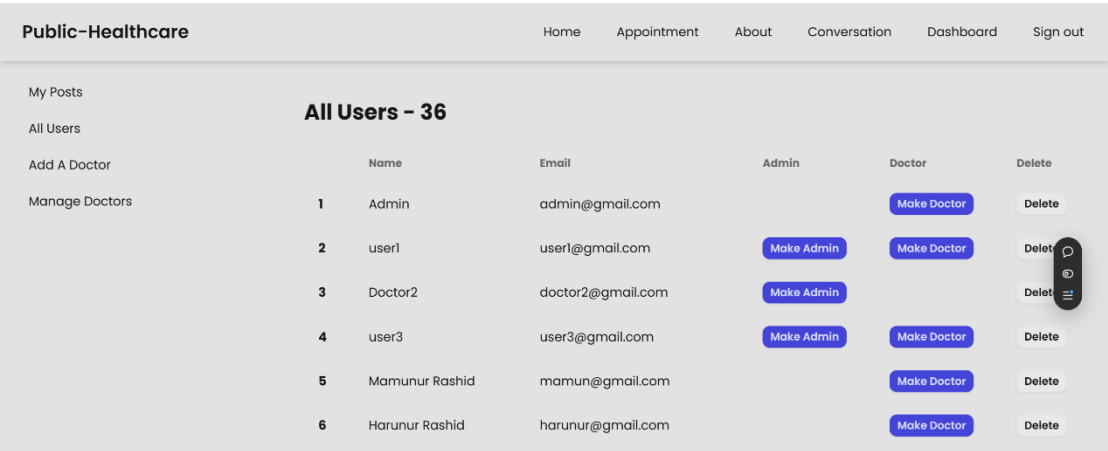 Public-Healthcare Home Appointment About Conversation Dashboard Sign out
My Posts
All Users
Add A Doctor
Manage Doctors
All Users - 36
Name Email Admin Doctor Delete
1 Admin admin@gmail.com Make Doctor Delete
2 user1 user1@gmail.com Make Admin Make Doctor Delet
3 Doctor2 doctor2@gmail.com Make Admin Delet
4 user3 user3@gmail.com Make Admin Make Doctor Delete
5 Mamunur Rashid mamun@gmail.com Make Doctor Delete
6 Harunur Rashid harunur@gmail.com Make Doctor Delete